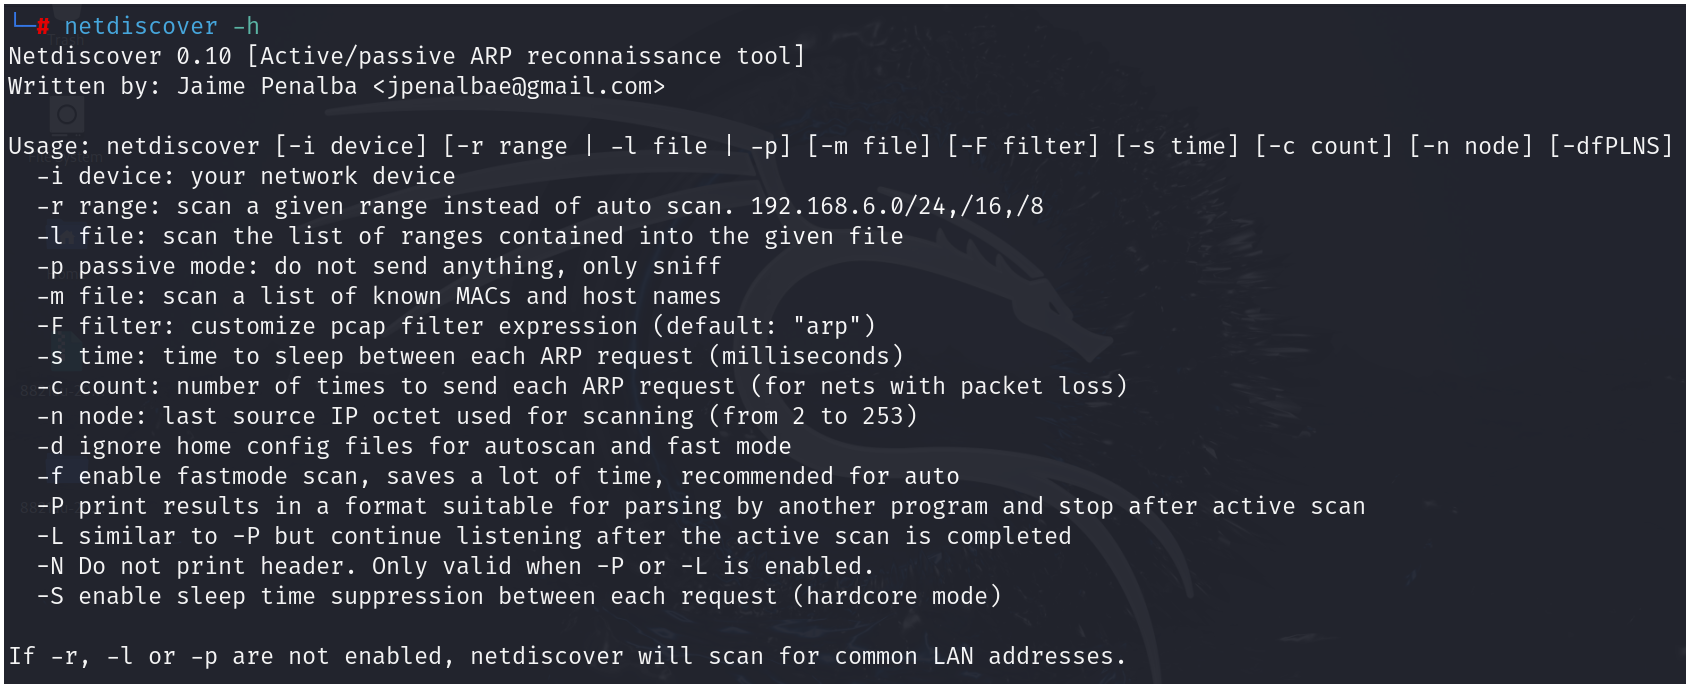 └─# netdiscover -h
Netdiscover 0.10 [Active/passive ARP reconnaissance tool]
Written by: Jaime Penalba <jpenalbae@gmail.com>
Usage: netdiscover [-i device] [-r range | -l file | -p] [-m file] [-F filter] [-s time] [-c count] [-n node] [-dfPLNS]
-i device: your network device
-r range: scan a given range instead of auto scan. 192.168.6.0/24,/16,/8
-l file: scan the list of ranges contained into the given file
-p passive mode: do not send anything, only sniff
-m file: scan a list of known MACs and host names
-F filter: customize pcap filter expression (default: "arp")
-s time: time to sleep between each ARP request (milliseconds)
-c count: number of times to send each ARP request (for nets with packet loss)
-n node: last source IP octet used for scanning (from 2 to 253)
-d ignore home config files for autoscan and fast mode
-f enable fastmode scan, saves a lot of time, recommended for auto
-P print results in a format suitable for parsing by another program and stop after active scan
-L similar to -P but continue listening after the active scan is completed
-N Do not print header. Only valid when -P or -L is enabled.
-S enable sleep time suppression between each request (hardcore mode)
If -r, -l or -p are not enabled, netdiscover will scan for common LAN addresses.